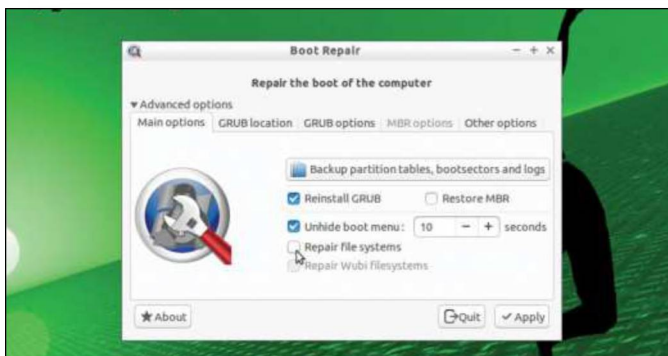 Boot Repair
Repair the boot of the computer
Advanced options
Main options GRUB location GRUB options MBR options Other options
Backup partition tables, bootsectors and logs
Reinstall GRUB Restore MBR
Unhide boot menu: 10 seconds
Repair file systems
Repair Wubi filesystems
About Quit Apply